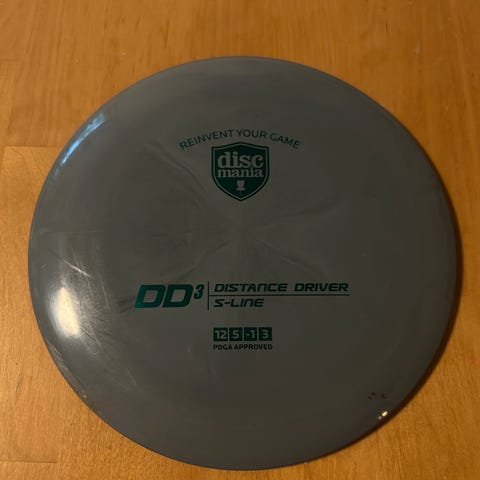 REINVENT YOUR GAME
disc
mania
DD³ DISTANCE DRIVER
S-LINE
12 5 -1 3
PDGA APPROVED